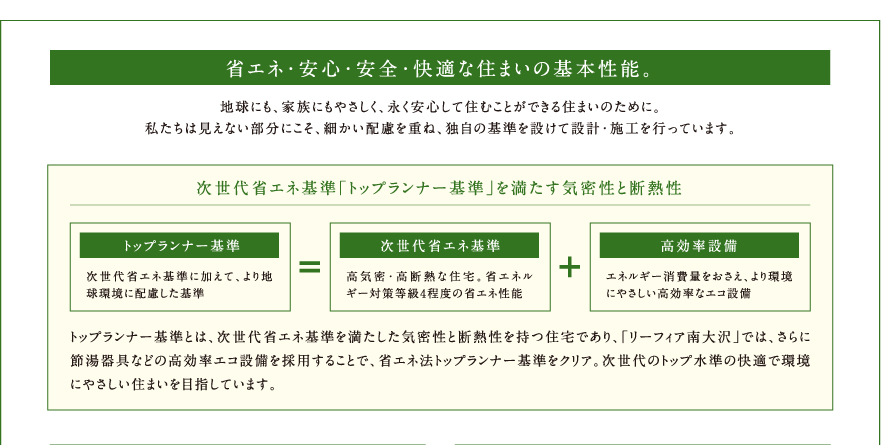 省エネ・安心・安全・快適な住まいの基本性能。
地球にも、家族にもやさしく、永く安心して住むことができる住まいのために。
私たちは見えない部分にこそ、細かい配慮を重ね、独自の基準を設けて設計・施工を行っています。
次世代省エネ基準「トップランナー基準」を満たす気密性と断熱性
トップランナー基準
次世代省エネ基準に加えて、より地
球環境に配慮した基準
=
次世代省エネ基準
高気密・高断熱な住宅。省エネル
ギー対策等級4程度の省エネ性能
+
高効率設備
エネルギー消費量をおさえ、より環境
にやさしい高効率なエコ設備
トップランナー基準とは、次世代省エネ基準を満たした気密性と断熱性を持つ住宅であり、「リーフィア南大沢」では、さらに
節湯器具などの高効率エコ設備を採用することで、省エネ法トップランナー基準をクリア。次世代のトップ水準の快適で環境
にやさしい住まいを目指しています。